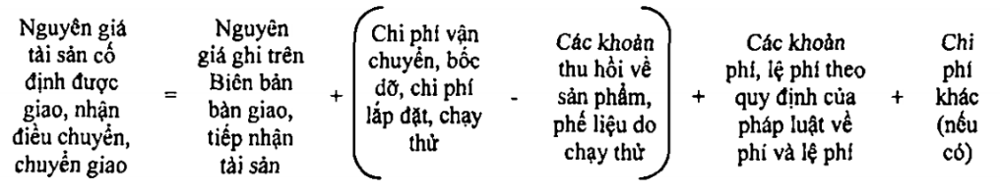 Nguyên giá
tài sản cố
định được
giao, nhận
điều chuyển,
chuyển giao
=
Nguyên
giá ghi trên
Biên bản
bàn giao,
tiếp nhận
tài sản
+
Chi phí vận
chuyển, bốc
dỡ, chi phí
lắp đặt, chạy
thử
-
Các khoản
thu hồi về
sản phẩm,
phế liệu do
chạy thử
+
Các khoản
phí, lệ phí theo
quy định của
pháp luật về
phí và lệ phí
+
Chi
phí
khác
(nếu
có)